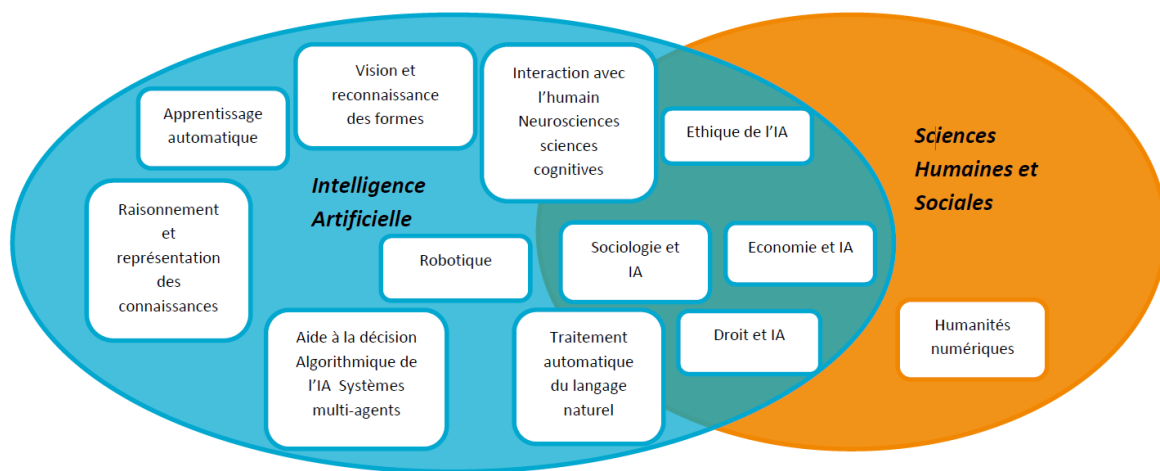 Vision et
reconnaissance
des formes
Interaction avec
l’humain
Neurosciences
sciences
cognitives
Apprentissage
automatique
Ethique de l’IA
Sciences
Humaines et
Sociales
Intelligence
Artificielle
Raisonnement
et
représentation
des
connaissances
Robotique
Sociologie et
IA
Economie et IA
Aide à la décision
Algorithmique de
l’IA Systèmes
multi-agents
Traitement
automatique
du langage
naturel
Droit et IA
Humanités
numériques